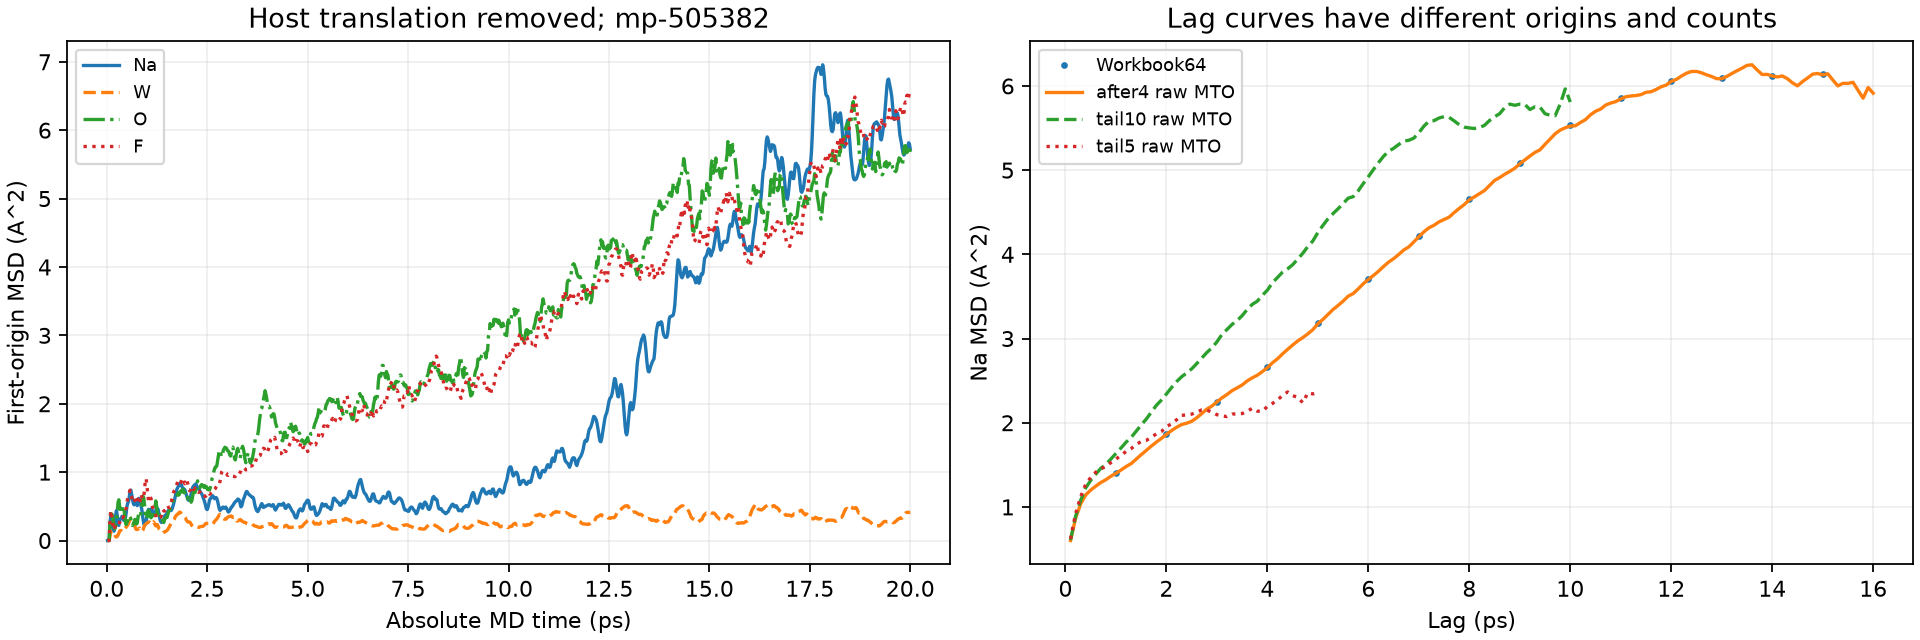 Host translation removed; mp-505382
First-origin MSD (A^2)
7
6
5
4
3
2
1
0
Na
W
O
F
0.0 2.5 5.0 7.5 10.0 12.5 15.0 17.5 20.0
Absolute MD time (ps)
Lag curves have different origins and counts
Na MSD (A^2)
6
5
4
3
2
1
Workbook64
after4 raw MTO
tail10 raw MTO
tail5 raw MTO
0 2 4 6 8 10 12 14 16
Lag (ps)